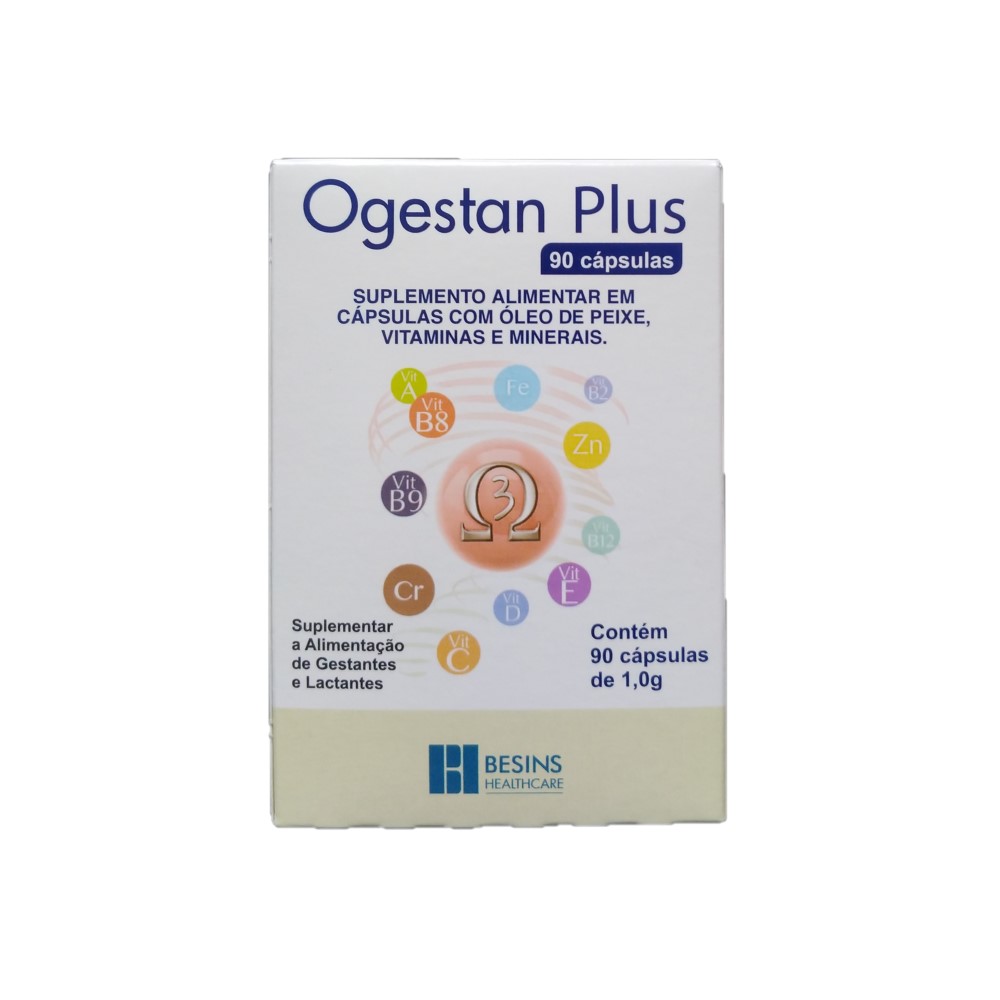 Ogestan Plus
90 cápsulas
SUPLEMENTO ALIMENTAR EM
CÁPSULAS COM ÓLEO DE PEIXE,
VITAMINAS E MINERAIS.
Vit
A
Vit
B8
Fe
Vit
B2
Zn
Vit
B9
3
Ω
Vit
B12
Cr
Vit
D
Vit
E
Vit
C
Suplementar
a Alimentação
de Gestantes
e Lactantes
Contém
90 cápsulas
de 1,0g
BESINS
HEALTHCARE